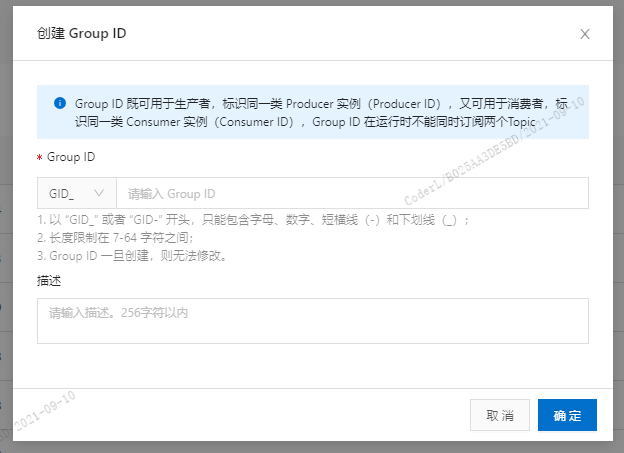 创建 Group ID
Group ID 既可用于生产者，标识同一类 Producer 实例（Producer ID），又可用于消费者，标
识同一类 Consumer 实例（Consumer ID），Group ID 在运行时不能同时订阅两个Topic
* Group ID
GID_
请输入 Group ID
1. 以 “GID_” 或者 “GID-” 开头，只能包含字母、数字、短横线（-）和下划线（_）；
2. 长度限制在 7-64 字符之间；
3. Group ID 一旦创建，则无法修改。
描述
请输入描述。256字符以内
取消
确定
2021-09-10